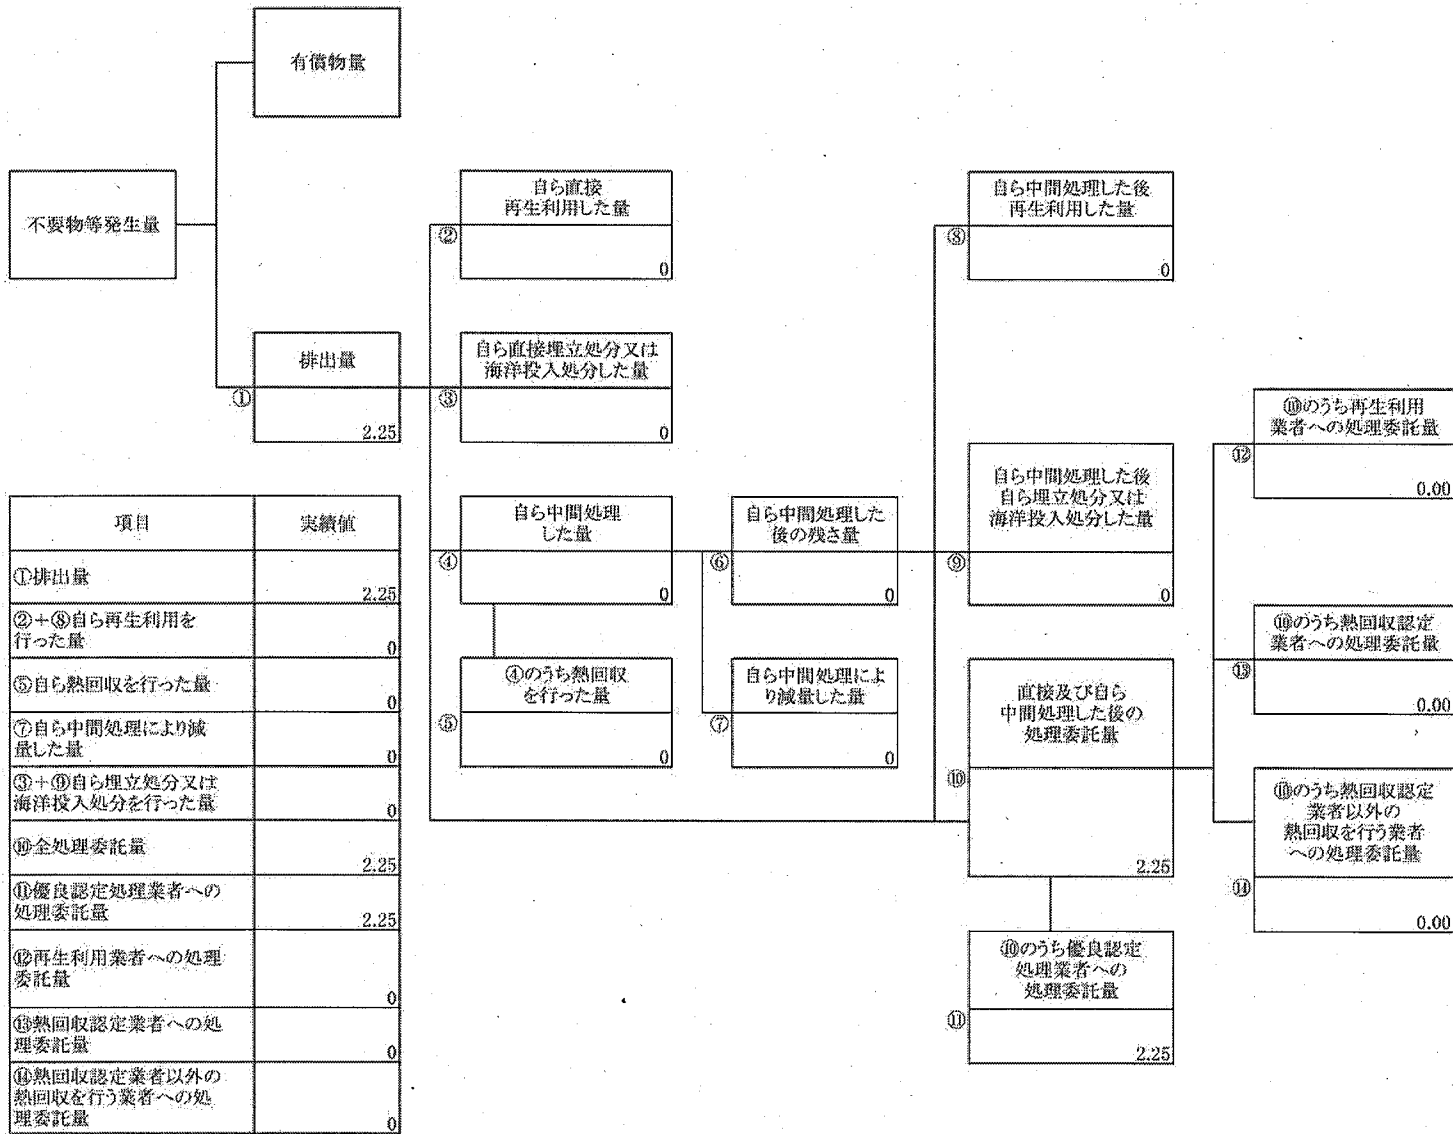 有償物量
不要物等発生量
自ら直接
再生利用した量
②
0
自ら中間処理した後
再生利用した量
⑧
0
排出量
①
2.25
自ら直接埋立処分又は
海洋投入処分した量
③
0
⑩のうち再生利用
業者への処理委託量
⑫
0.00
自ら中間処理
した量
④
0
自ら中間処理した
後の残さ量
⑥
0
自ら中間処理した後
自ら埋立処分又は
海洋投入処分した量
⑨
0
⑩のうち熱回収認定
業者への処理委託量
⑬
0.00
④のうち熱回収
を行った量
⑤
0
自ら中間処理によ
り減量した量
⑦
0
直接及び自ら
中間処理した後の
処理委託量
⑩
2.25
⑩のうち熱回収認定
業者以外の
熱回収を行う業者
への処理委託量
⑭
0.00
⑩のうち優良認定
処理業者への
処理委託量
⑪
2.25
項目 実績値
①排出量
2.25
②+⑧自ら再生利用を
行った量
0
⑤自ら熱回収を行った量
0
⑦自ら中間処理により減
量した量
0
③+⑨自ら埋立処分又は
海洋投入処分を行った量
0
⑩全処理委託量
2.25
⑪優良認定処理業者への
処理委託量
2.25
⑫再生利用業者への処理
委託量
0
⑬熱回収認定業者への処
理委託量
0
⑭熱回収認定業者以外の
熱回収を行う業者への処
理委託量
0